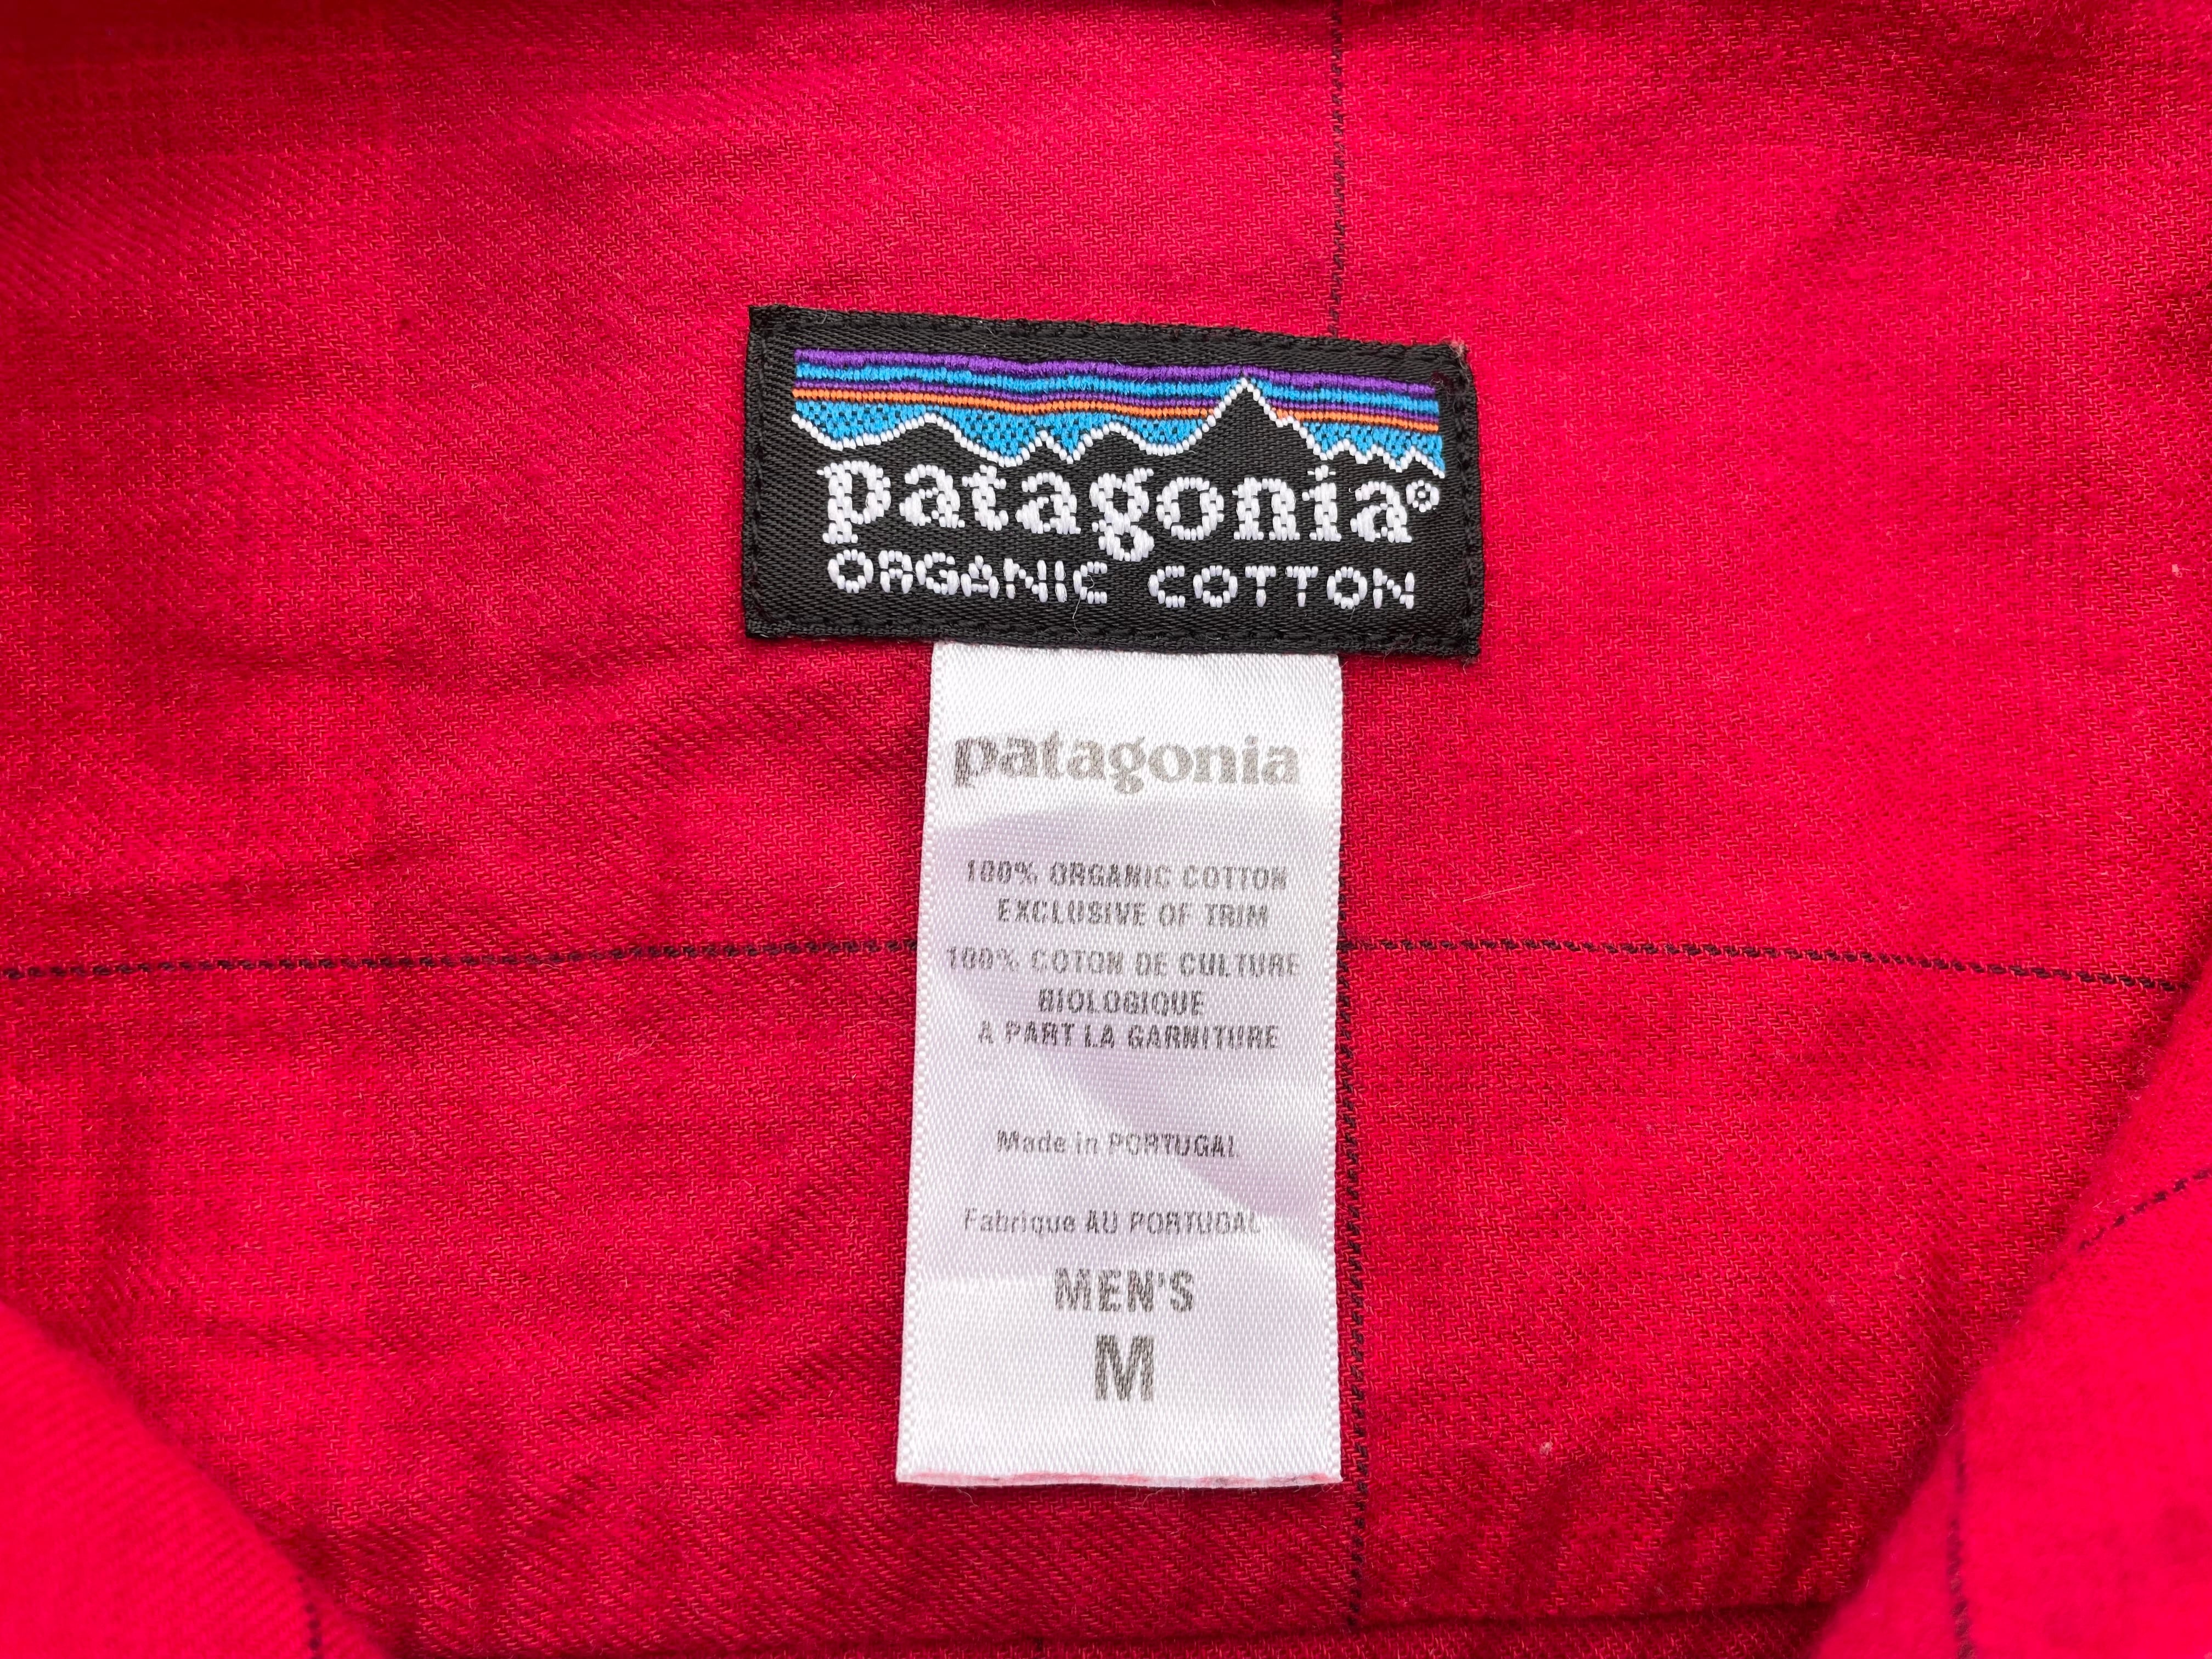 patagonia®
ORGANIC COTTON
patagonia
100% ORGANIC COTTON
EXCLUSIVE OF TRIM
100% COTON DE CULTURE
BIOLOGIQUE
A PART LA GARNITURE
Made in PORTUGAL
Fabrique AU PORTUGAL
MEN'S
M